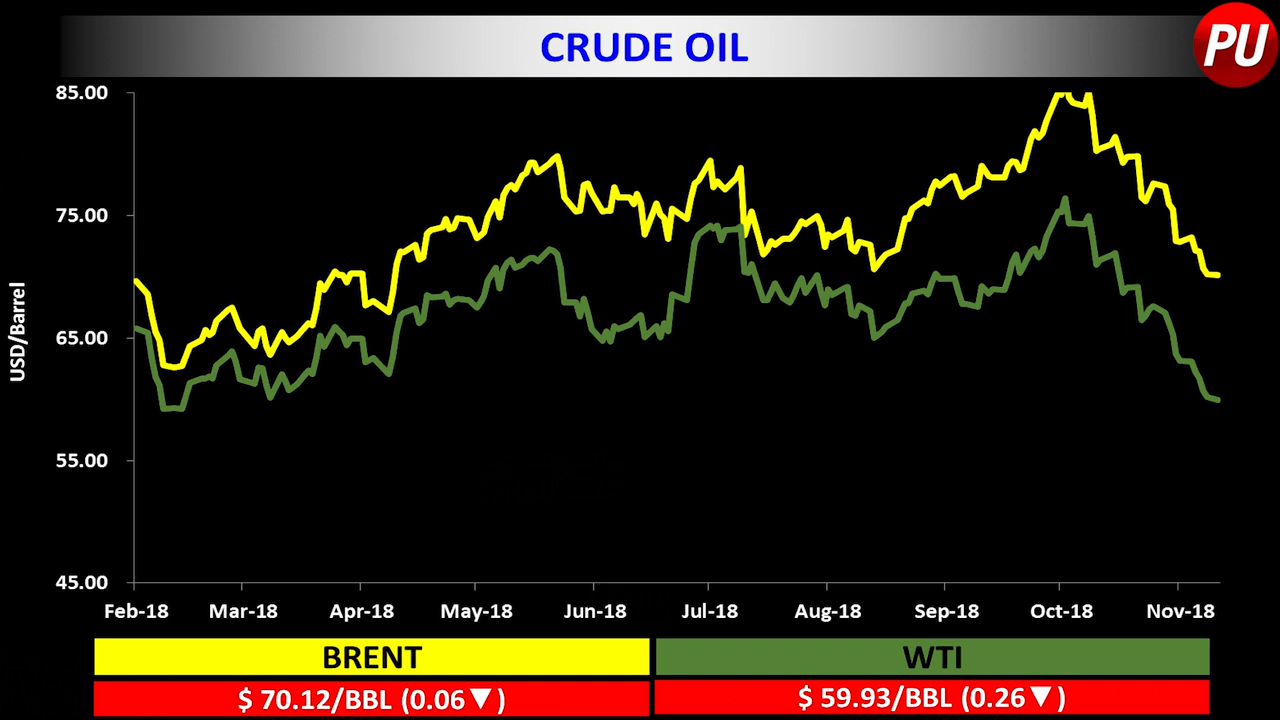 CRUDE OIL
PU
85.00
75.00
65.00
55.00
45.00
USD/Barrel
Feb-18 Mar-18 Apr-18 May-18 Jun-18 Jul-18 Aug-18 Sep-18 Oct-18 Nov-18
BRENT WTI
$ 70.12/BBL (0.06▼) $ 59.93/BBL (0.26▼)